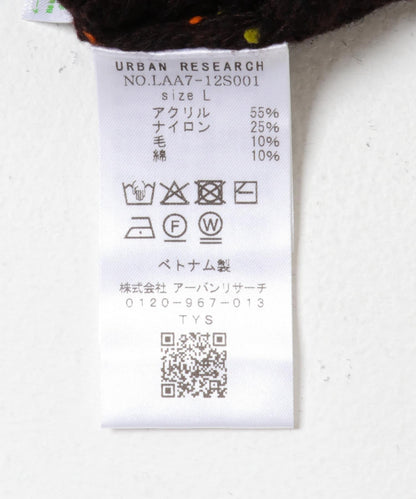 URBAN RESEARCH
NO.LAA7-12S001
size L
アクリル 55%
ナイロン 25%
毛 10%
綿 10%
F W
ベトナム製
株式会社 アーバンリサーチ
0120-967-013
TYS